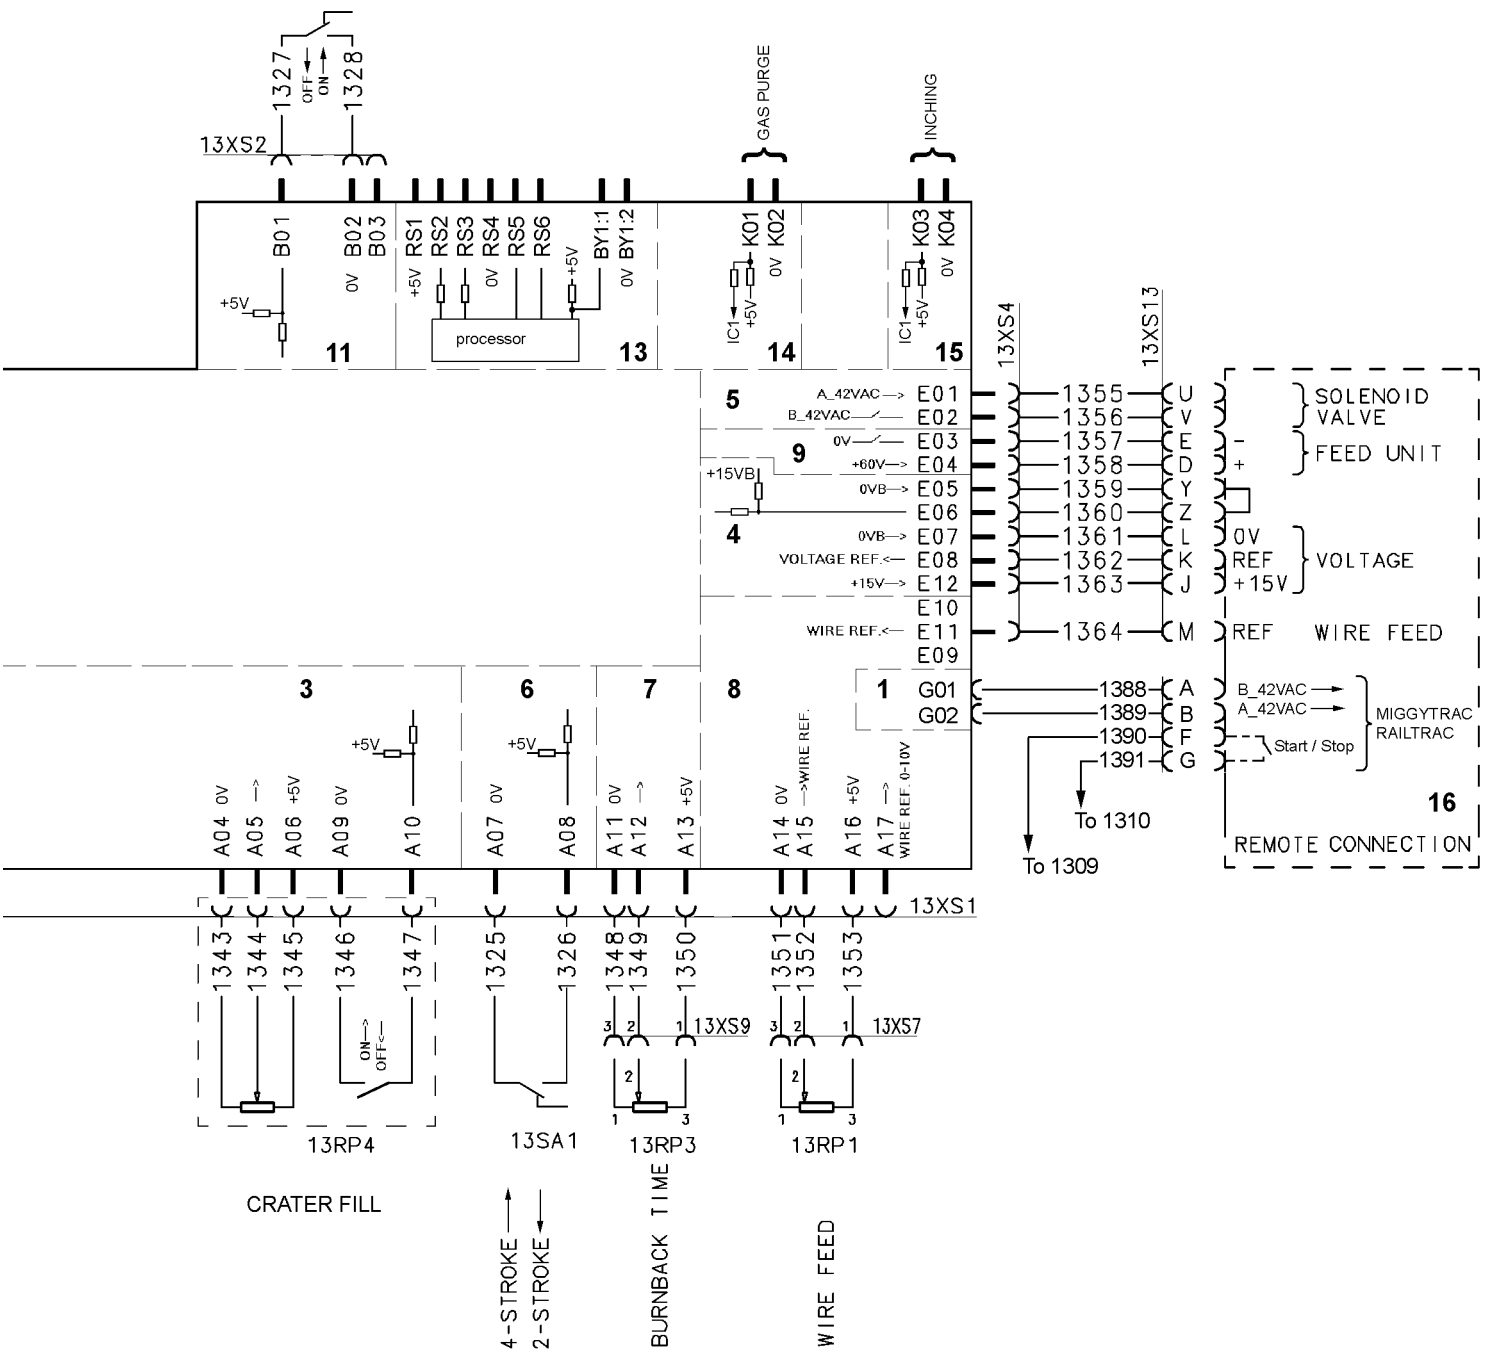 1327
OFF
ON
1328
13XS2
GAS PURGE
INCHING
B01
B02
B03
RS1
RS2
RS3
RS4
RS5
RS6
BY1:1
BY1:2
K01
K02
K03
K04
+5V
0V
+5V
0V
+5V
0V
IC1
+5V
0V
IC1
+5V
0V
processor
11
13
14
15
13XS4
13XS13
5 A_42VAC E01 1355 U
B_42VAC E02 1356 V
SOLENOID
VALVE
9 0V E03 1357 E -
+60V E04 1358 D +
FEED UNIT
+15VB 0VB E05 1359 Y
E06 1360 Z
4 0VB E07 1361 L 0V
VOLTAGE REF. E08 1362 K REF VOLTAGE
+15V E12 1363 J +15V
E10
WIRE REF. E11 1364 M REF WIRE FEED
E09
3
6
7
8
1
G01 1388 A B_42VAC
G02 1389 B A_42VAC
MIGGYTRAC
RAILTRAC
1390 F
Start / Stop
1391 G
To 1310
To 1309
16
REMOTE CONNECTION
+5V
+5V
A04 0V
A05
A06 +5V
A09 0V
A10
A07 0V
A08
A11 0V
A12
A13 +5V
A14 0V
A15 WIRE REF.
A16 +5V
A17
WIRE REF. 0-10V
13XS1
1343
1344
1345
1346
1347
1325
1326
1348
1349
1350
1351
1352
1353
3 2 1 13XS9
3 2 1 13XS7
ON
OFF
2
1 3
2
1 3
13RP4
13SA1
13RP3
13RP1
CRATER FILL
4-STROKE
2-STROKE
BURNBACK TIME
WIRE FEED